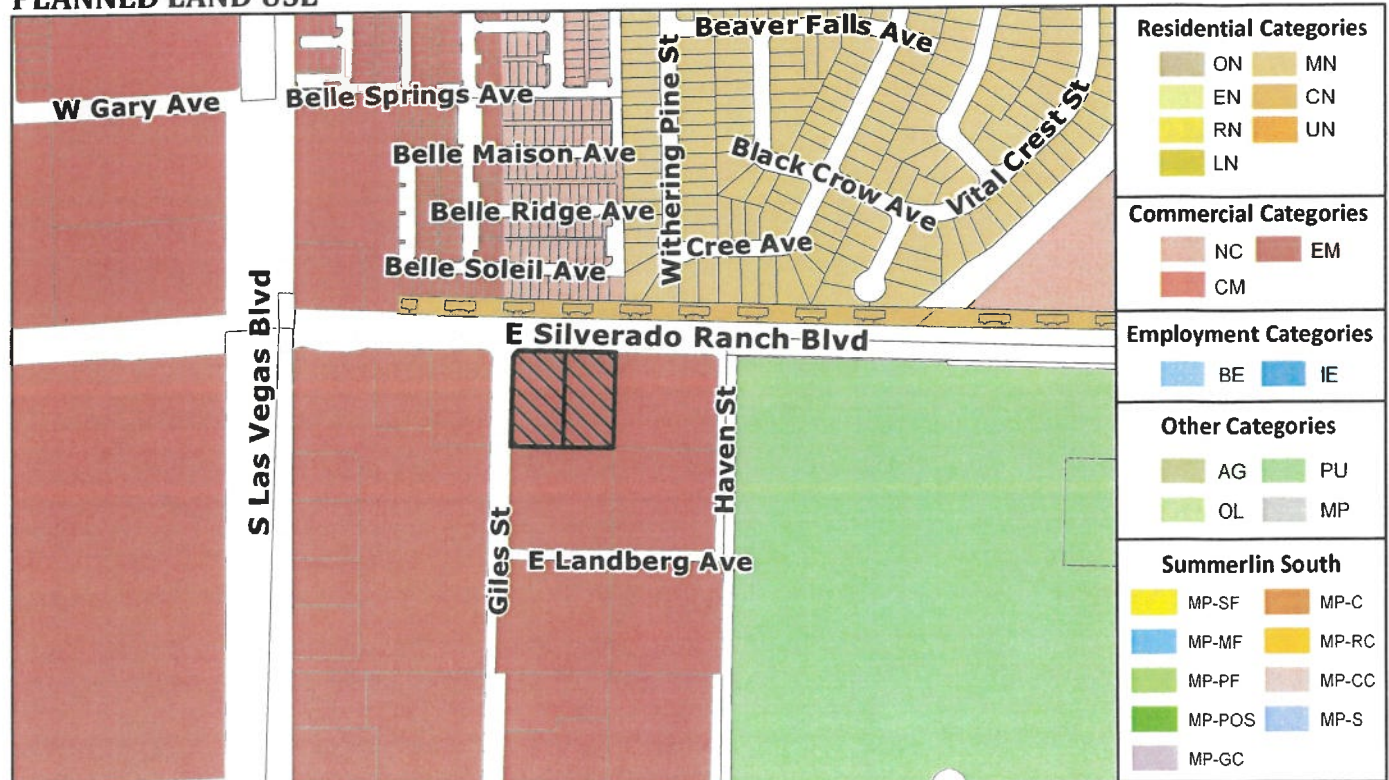 PLANNED LAND USE
Beaver Falls Ave
W Gary Ave
Belle Springs Ave
Withering Pine St
Belle Maison Ave
Black Crow Ave
Vital Crest St
Belle Ridge Ave
Cree Ave
Belle Soleil Ave
S Las Vegas Blvd
E Silverado Ranch Blvd
Haven St
Giles St
E Landberg Ave
Residential Categories
ON MN
EN CN
RN UN
LN
Commercial Categories
NC EM
CM
Employment Categories
BE IE
Other Categories
AG PU
OL MP
Summerlin South
MP-SF MP-C
MP-MF MP-RC
MP-PF MP-CC
MP-POS MP-S
MP-GC